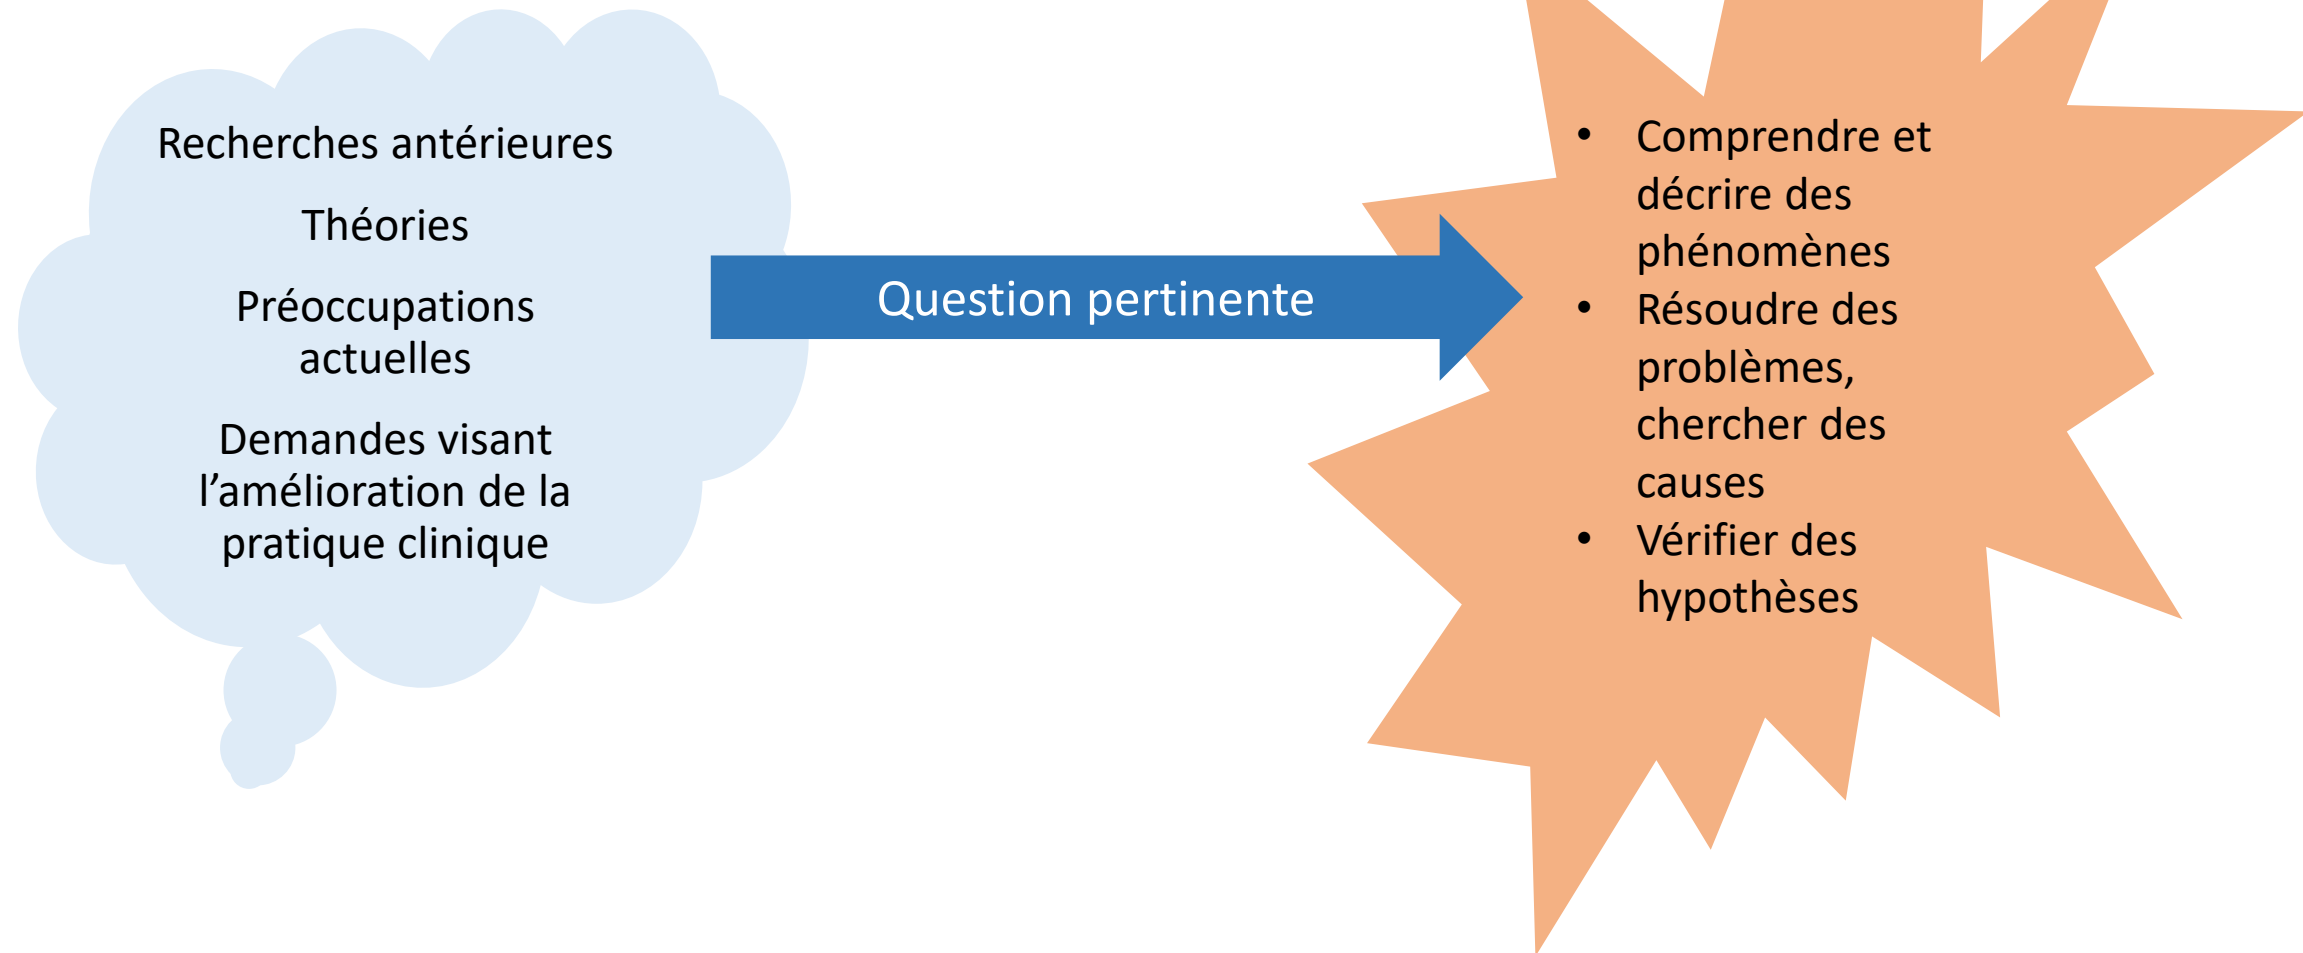 Recherches antérieures
Théories
Préoccupations
actuelles
Demandes visant
l’amélioration de la
pratique clinique
Question pertinente
• Comprendre et
décrire des
phénomènes
• Résoudre des
problèmes,
chercher des
causes
• Vérifier des
hypothèses